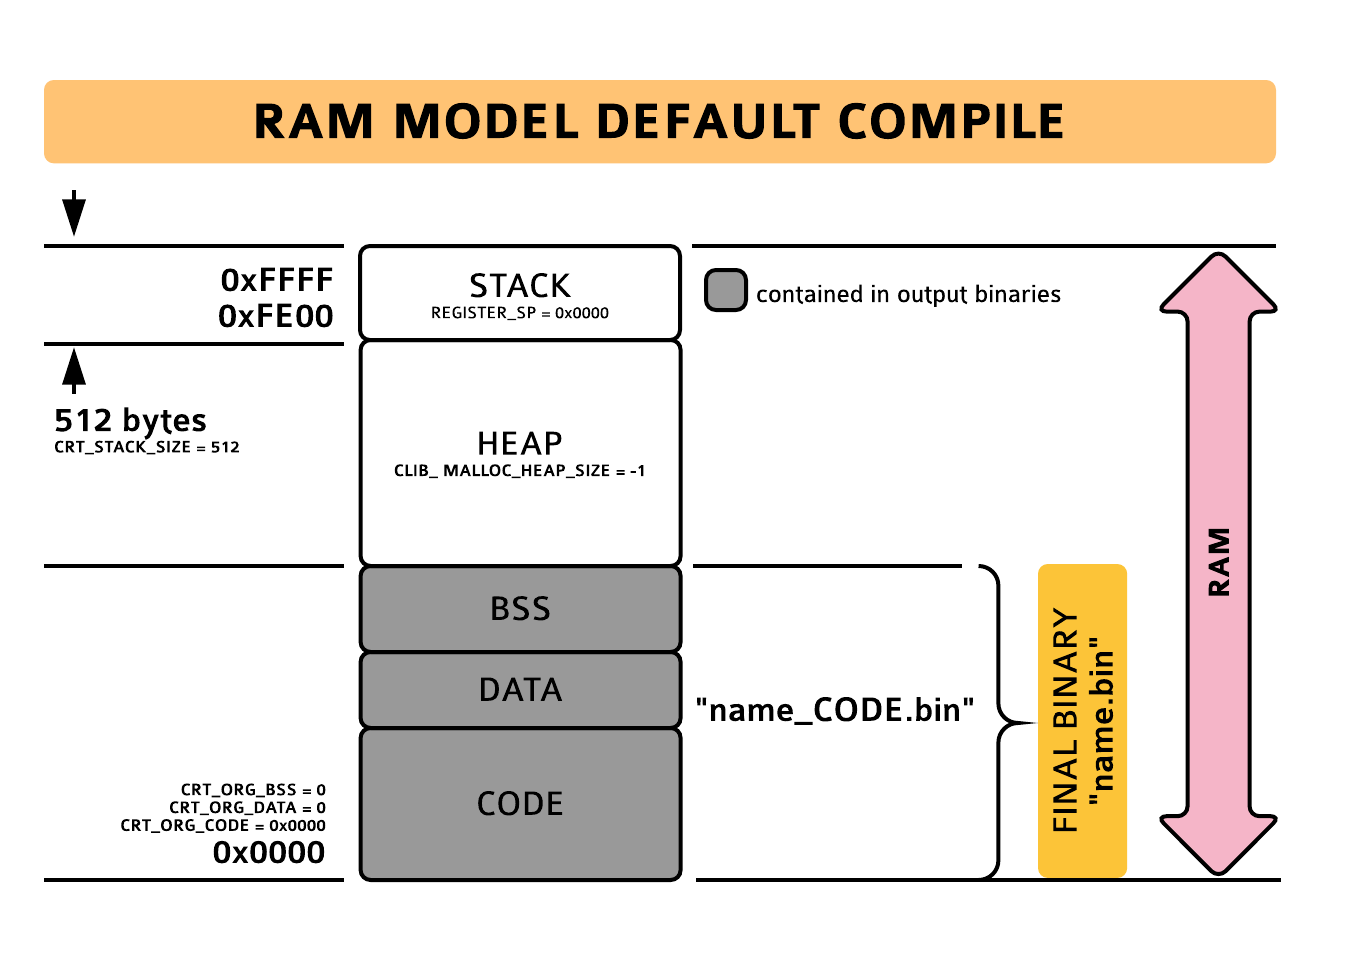 RAM MODEL DEFAULT COMPILE
0xFFFF
0xFE00
512 bytes
CRT_STACK_SIZE = 512
STACK
REGISTER_SP = 0x0000
contained in output binaries
HEAP
CLIB_ MALLOC_HEAP_SIZE = -1
BSS
DATA
CODE
"name_CODE.bin"
CRT_ORG_BSS = 0
CRT_ORG_DATA = 0
CRT_ORG_CODE = 0x0000
0x0000
FINAL BINARY
"name.bin"
RAM